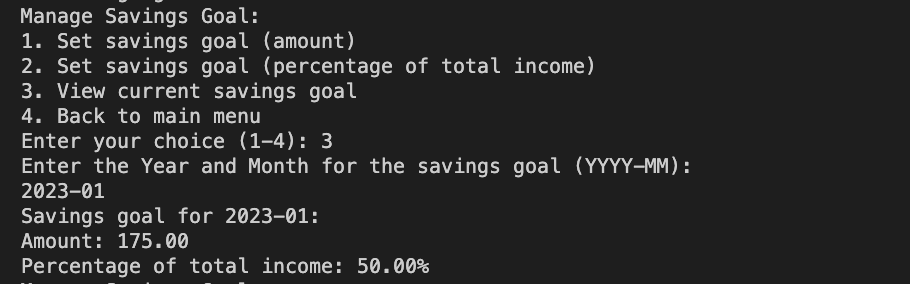 Manage Savings Goal:
1. Set savings goal (amount)
2. Set savings goal (percentage of total income)
3. View current savings goal
4. Back to main menu
Enter your choice (1-4): 3
Enter the Year and Month for the savings goal (YYYY-MM):
2023-01
Savings goal for 2023-01:
Amount: 175.00
Percentage of total income: 50.00%